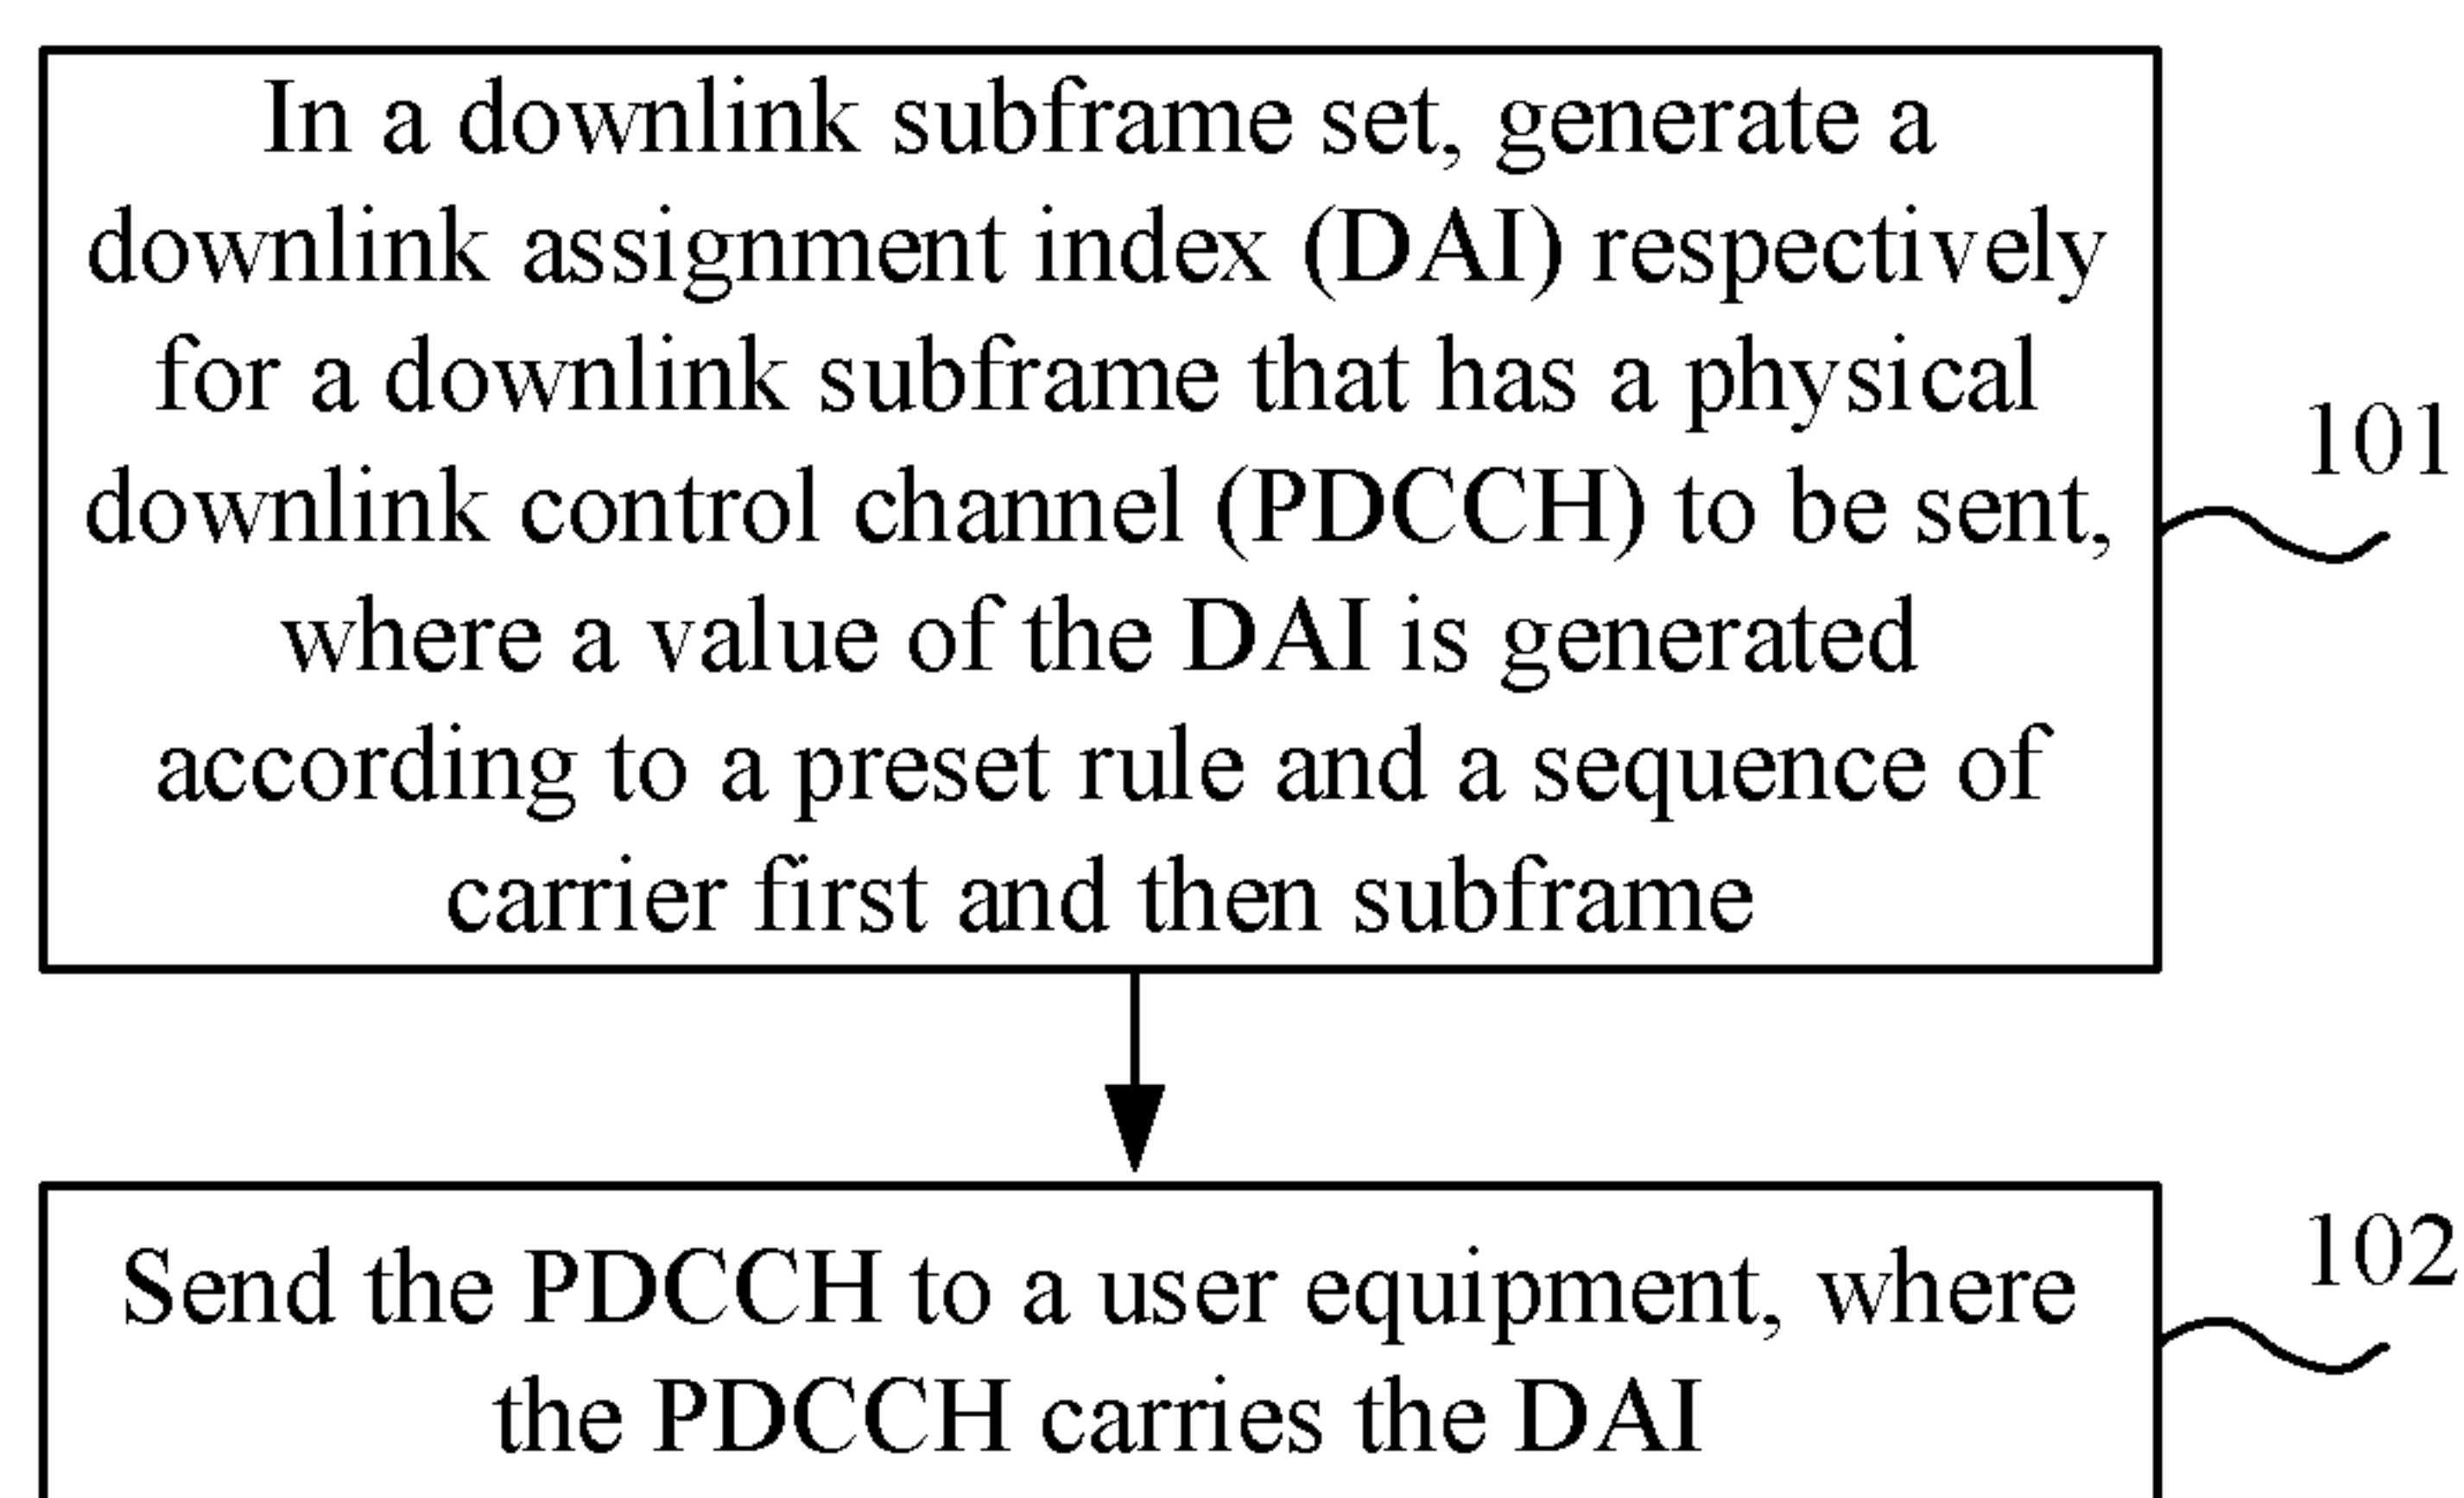 In a downlink subframe set, generate a
downlink assignment index (DAI) respectively
for a downlink subframe that has a physical
downlink control channel (PDCCH) to be sent,
where a value of the DAI is generated
according to a preset rule and a sequence of
carrier first and then subframe
101
Send the PDCCH to a user equipment, where
the PDCCH carries the DAI
102